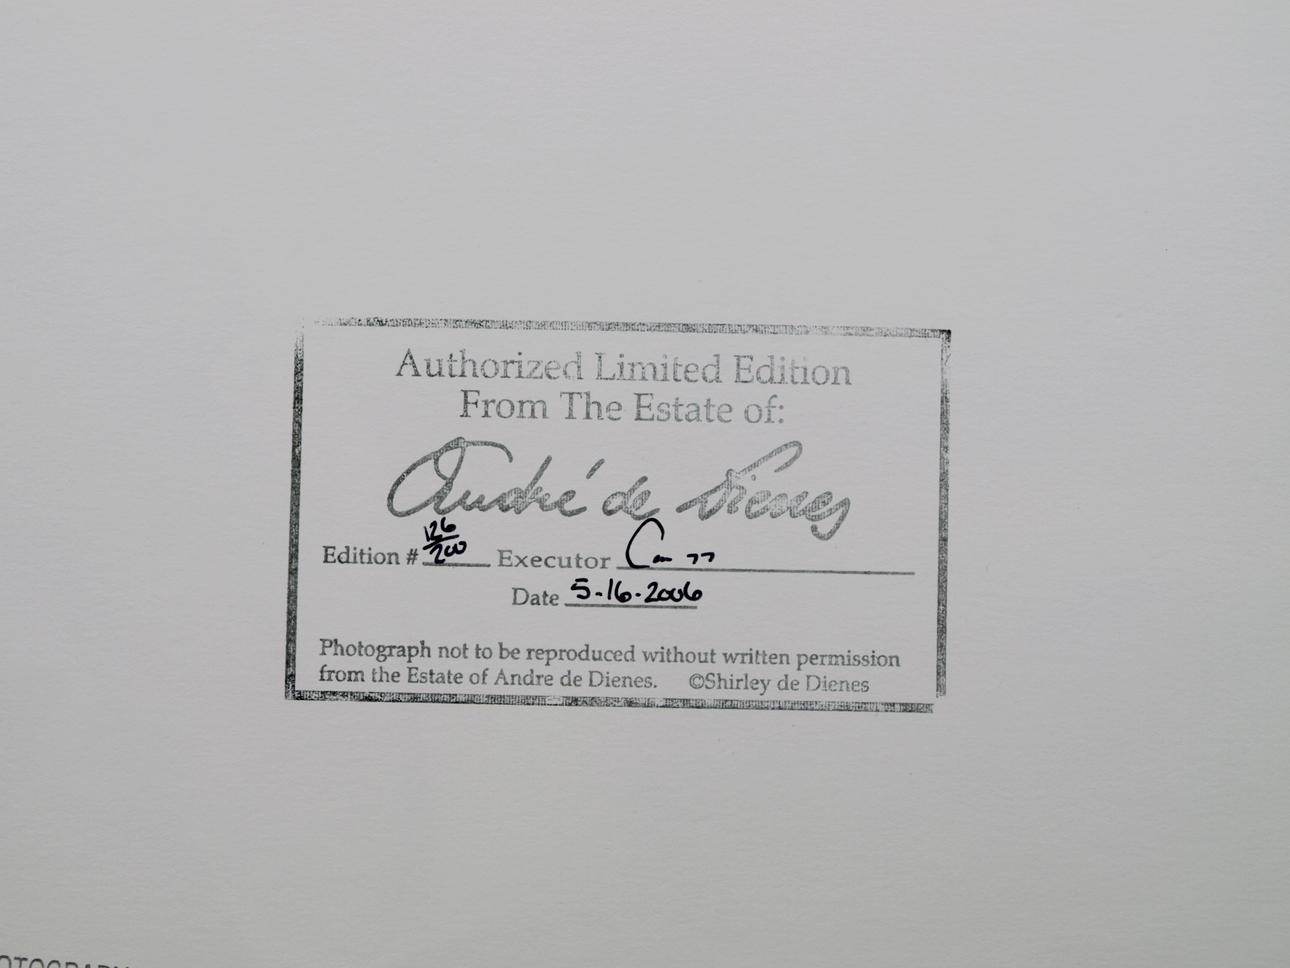 Authorized Limited Edition
From The Estate of:
André de Dienes
Edition # 126/200 Executor
Date 5-16-2006
Photograph not to be reproduced without written permission
from the Estate of Andre de Dienes. ©Shirley de Dienes